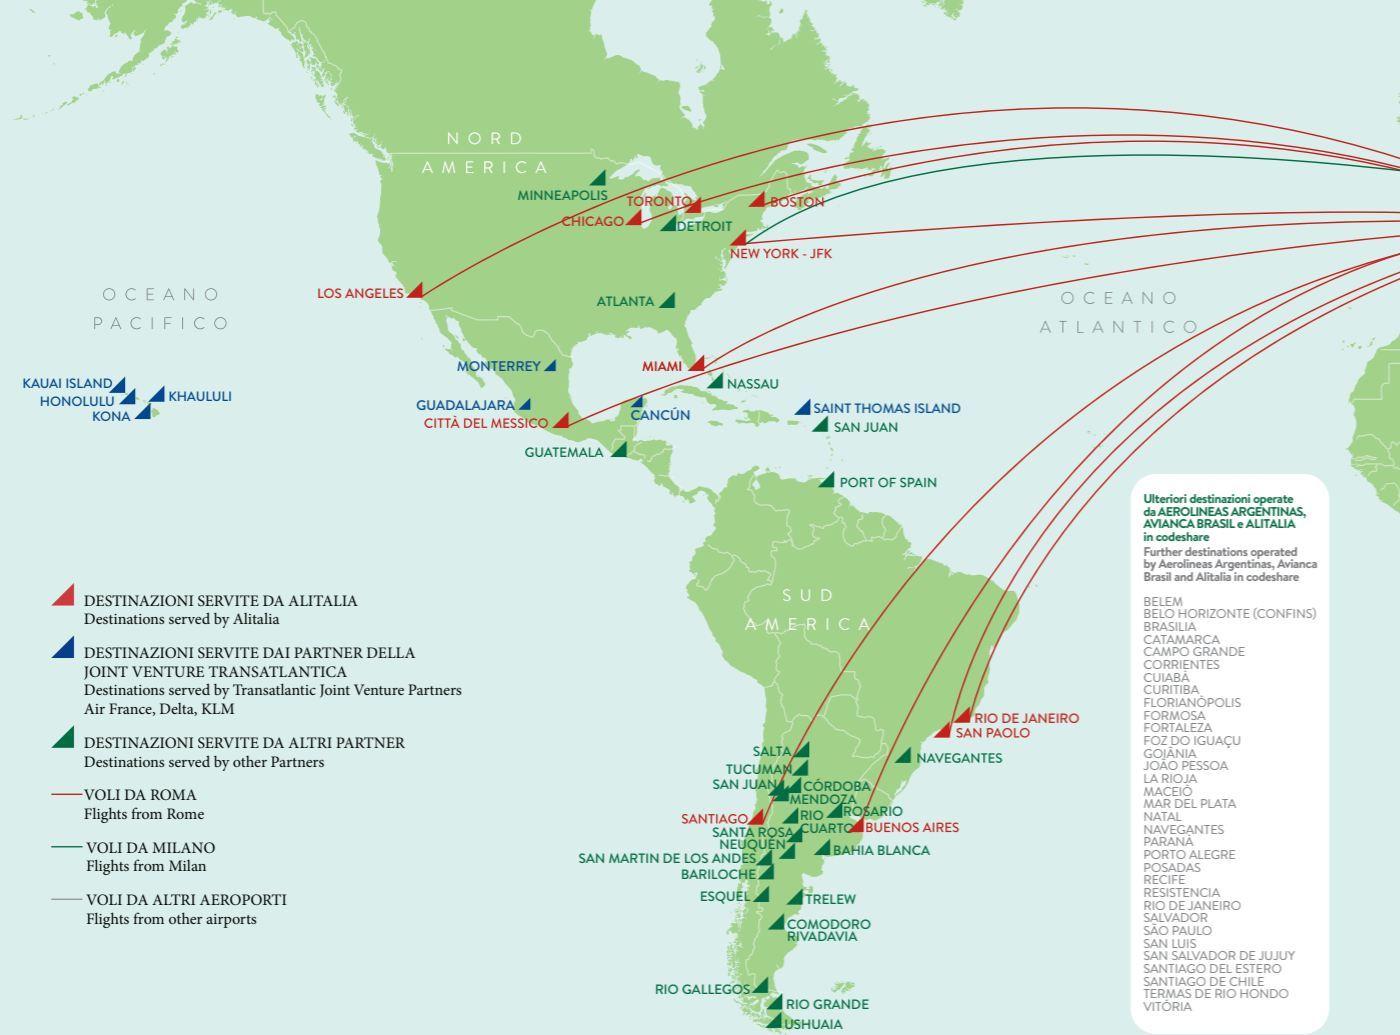 NORD
AMERICA
MINNEAPOLIS
TORONTO
BOSTON
CHICAGO
DETROIT
NEW YORK - JFK
LOS ANGELES
ATLANTA
OCEANO
PACIFICO
OCEANO
ATLANTICO
MONTERREY
MIAMI
NASSAU
KAUAI ISLAND
HONOLULU
KHAULULI
KONA
GUADALAJARA
CITTÀ DEL MESSICO
CANCÚN
SAINT THOMAS ISLAND
SAN JUAN
GUATEMALA
PORT OF SPAIN
SUD
AMERICA
RIO DE JANEIRO
SAN PAOLO
NAVEGANTES
SALTA
TUCUMAN
SAN JUAN
CÓRDOBA
MENDOZA
SANTIAGO
RIO
CUARTO
ROSARIO
BUENOS AIRES
SANTA ROSA
NEUQUEN
BAHIA BLANCA
SAN MARTIN DE LOS ANDES
BARILOCHE
ESQUEL
TRELEW
COMODORO
RIVADAVIA
RIO GALLEGOS
RIO GRANDE
USHUAIA
DESTINAZIONI SERVITE DA ALITALIA
Destinations served by Alitalia
DESTINAZIONI SERVITE DAI PARTNER DELLA
JOINT VENTURE TRANSATLANTICA
Destinations served by Transatlantic Joint Venture Partners
Air France, Delta, KLM
DESTINAZIONI SERVITE DA ALTRI PARTNER
Destinations served by other Partners
VOLI DA ROMA
Flights from Rome
VOLI DA MILANO
Flights from Milan
VOLI DA ALTRI AEROPORTI
Flights from other airports
Ulteriori destinazioni operate
da AEROLINEAS ARGENTINAS,
AVIANCA BRASIL e ALITALIA
in codeshare
Further destinations operated
by Aerolineas Argentinas, Avianca
Brasil and Alitalia in codeshare
BELEM
BELO HORIZONTE (CONFINS)
BRASILIA
CATAMARCA
CAMPO GRANDE
CORRIENTES
CUIABÁ
CURITIBA
FLORIANÓPOLIS
FORMOSA
FORTALEZA
FOZ DO IGUAÇU
GOIÂNIA
JOÃO PESSOA
LA RIOJA
MACEIÓ
MAR DEL PLATA
NATAL
NAVEGANTES
PARANÁ
PORTO ALEGRE
POSADAS
RECIFE
RESISTENCIA
RIO DE JANEIRO
SALVADOR
SÃO PAULO
SAN LUIS
SAN SALVADOR DE JUJUY
SANTIAGO DEL ESTERO
SANTIAGO DE CHILE
TERMAS DE RIO HONDO
VITÓRIA